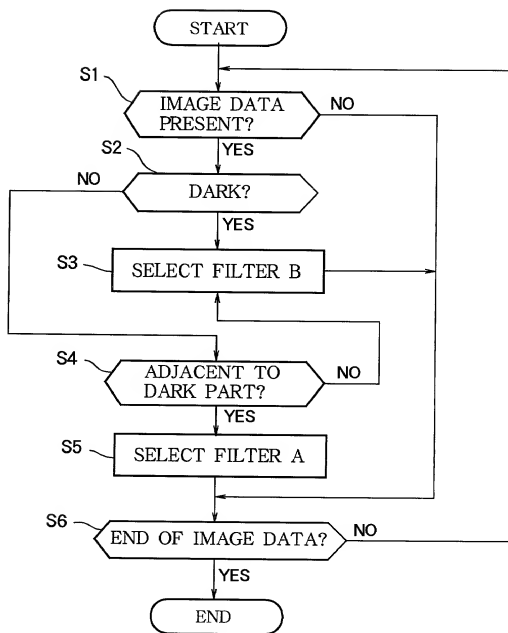 START
S1
IMAGE DATA
PRESENT?
NO
YES
S2
NO
DARK?
YES
S3
SELECT FILTER B
S4
ADJACENT TO
DARK PART?
NO
YES
S5
SELECT FILTER A
S6
END OF IMAGE DATA?
NO
YES
END